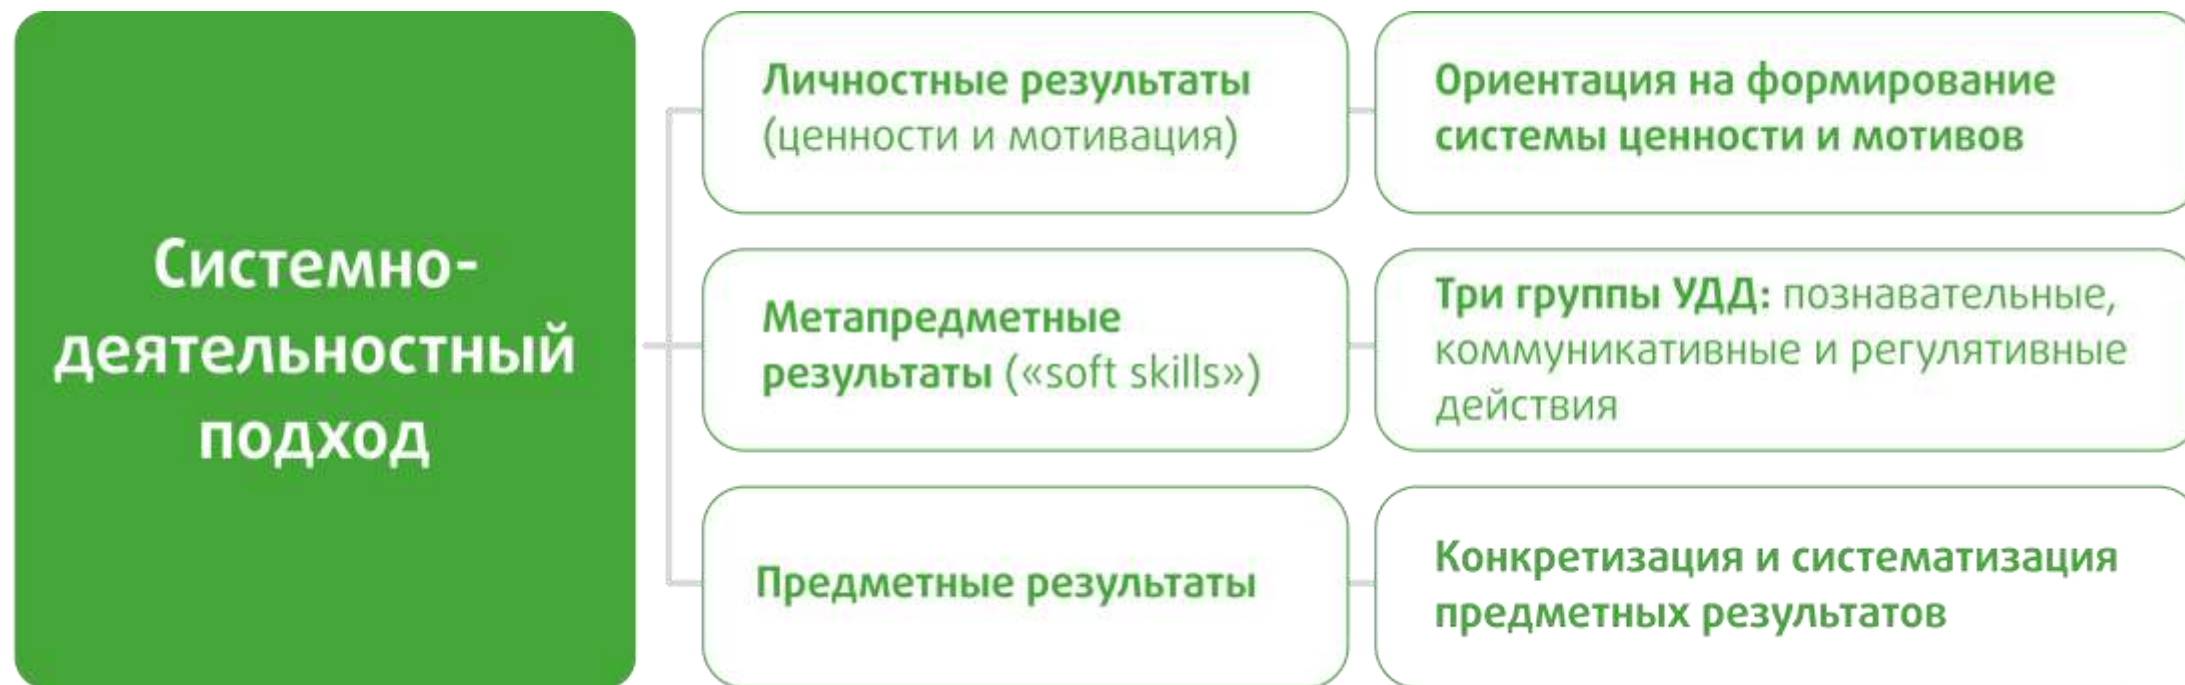 Системно-
деятельностный
подход
Личностные результаты
(ценности и мотивация)
Ориентация на формирование
системы ценности и мотивов
Метапредметные
результаты («soft skills»)
Три группы УДД: познавательные,
коммуникативные и регулятивные
действия
Предметные результаты
Конкретизация и систематизация
предметных результатов